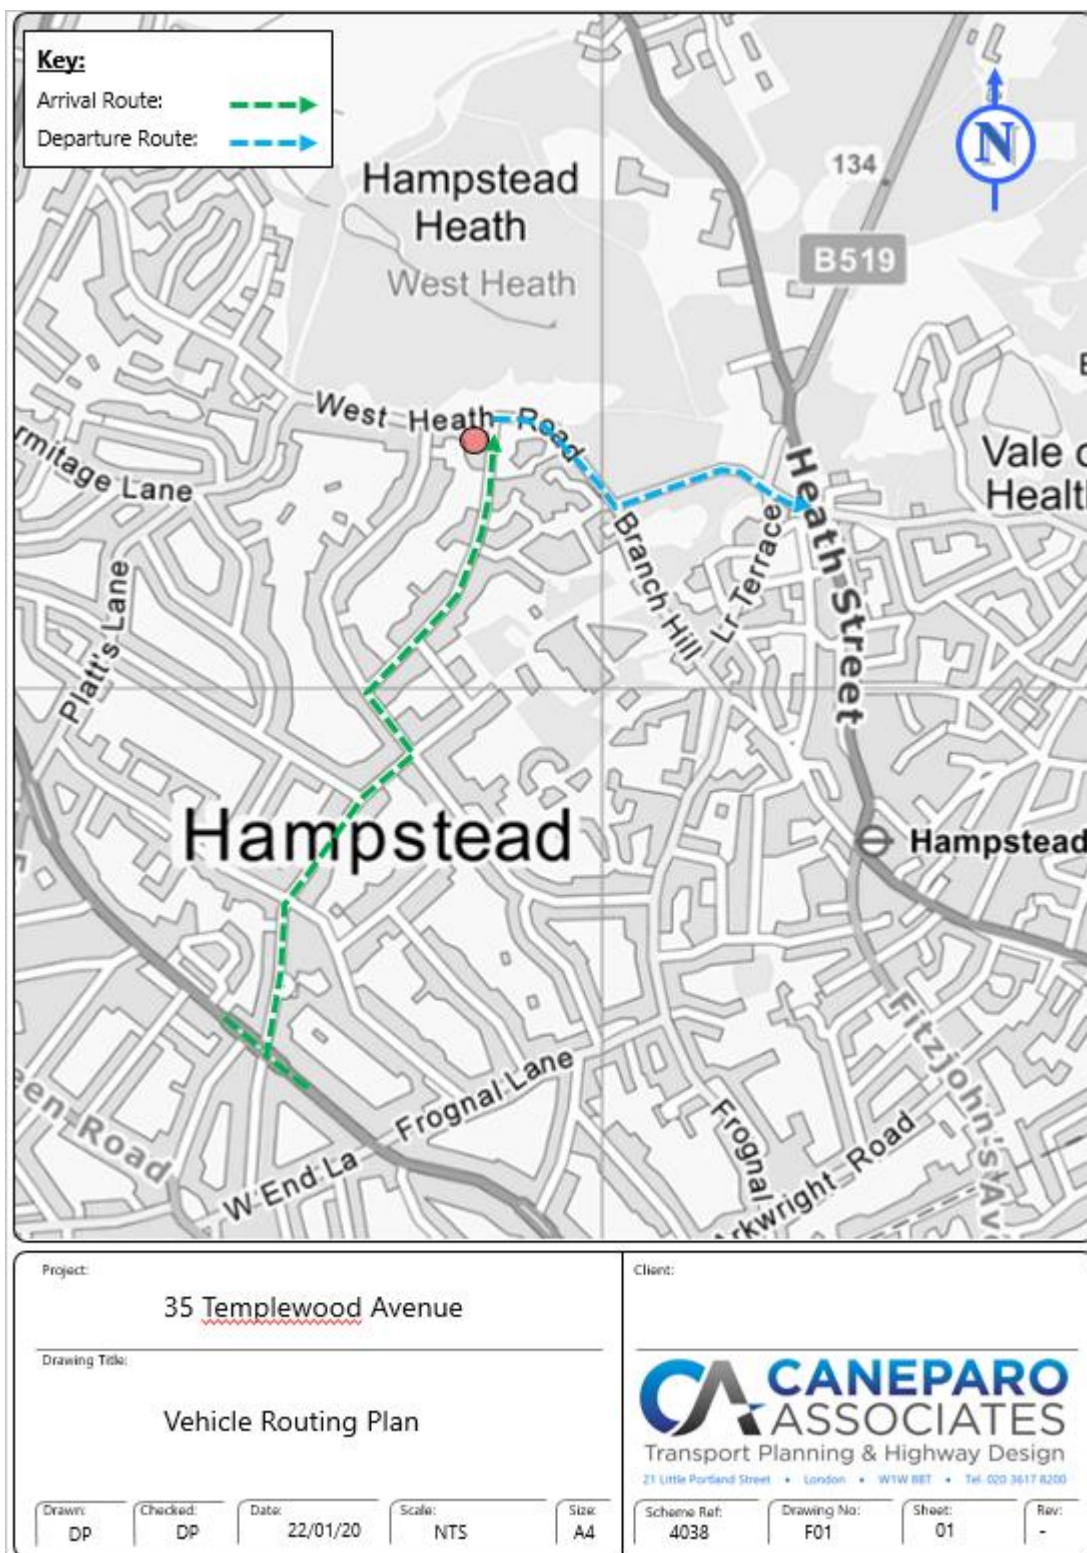 Key:
Arrival Route:
Departure Route:
N
134
B519
Hampstead
Heath
West Heath
West Heath Road
rmitage Lane
Vale o
Healt
Heath Street
Branch Hill
Lr Terrace
Platt's Lane
Hampstead
Hampstead
Fitzjohn's Av
Frognal Lane
een Road
W End La
Frognal
rkwright Road
Project:
35 Templewood Avenue
Drawing Title:
Vehicle Routing Plan
Drawn:
DP
Checked:
DP
Date:
22/01/20
Scale:
NTS
Size:
A4
Client:
CA
CANEPARO
ASSOCIATES
Transport Planning & Highway Design
21 Little Portland Street • London • W1W 8BT • Tel: 020 3617 8200
Scheme Ref:
4038
Drawing No:
F01
Sheet:
01
Rev:
-